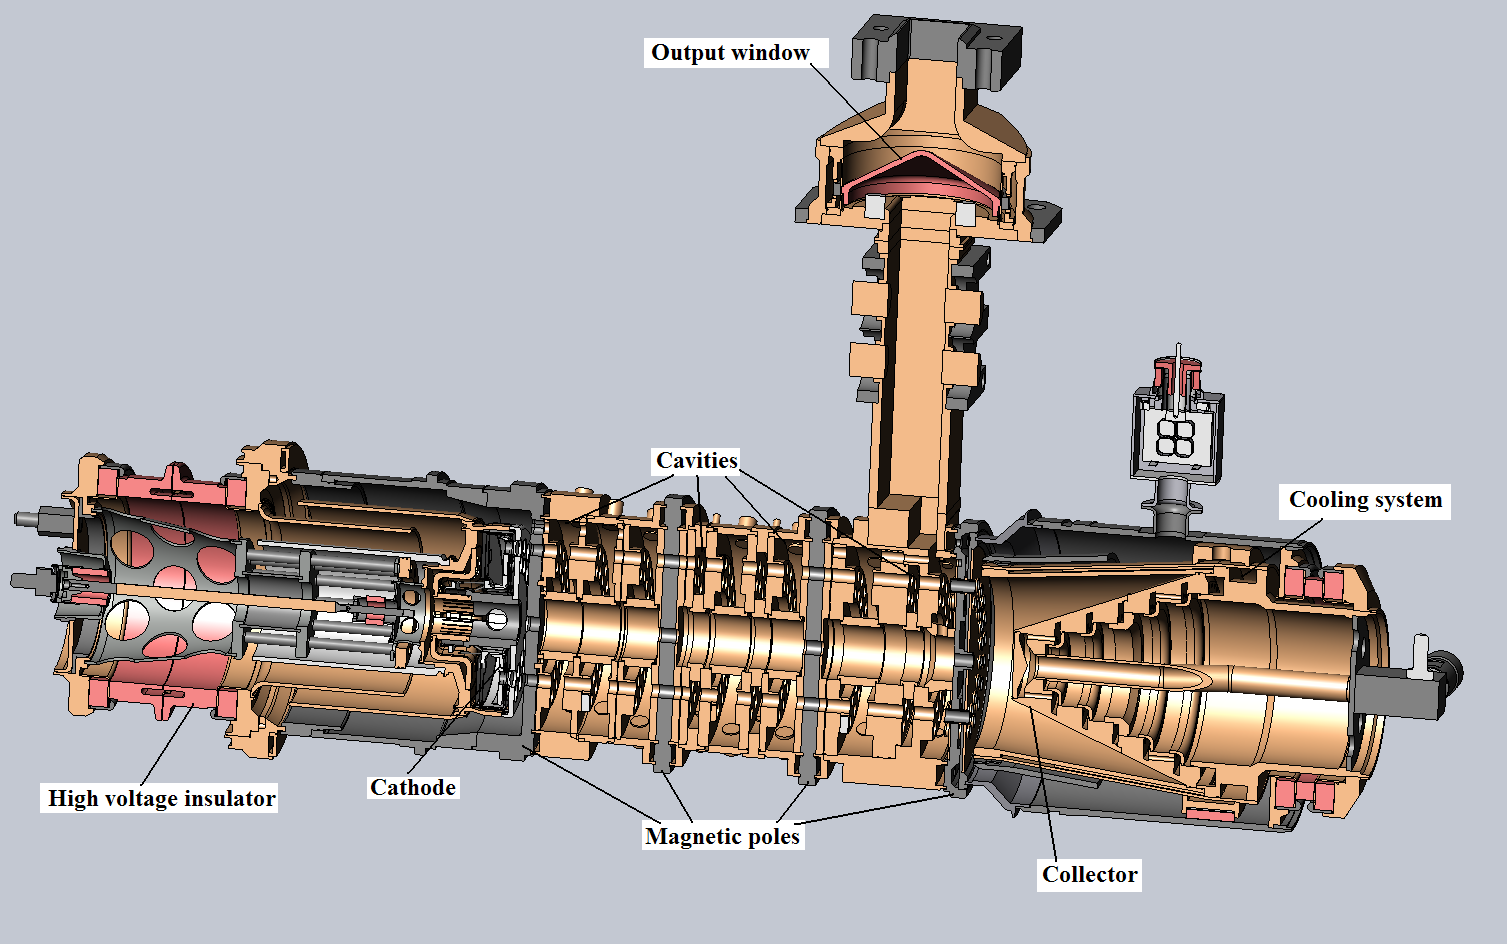 Output window
Cavities
Cooling system
High voltage insulator
Cathode
Magnetic poles
Collector